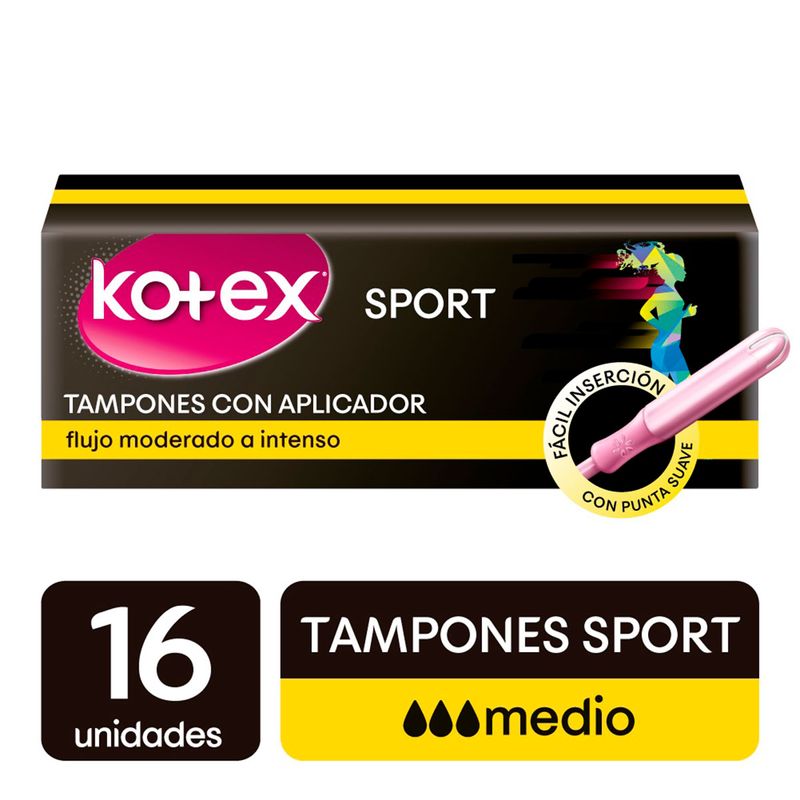 kotex®
SPORT
TAMPONES CON APLICADOR
flujo moderado a intenso
FÁCIL INSERCIÓN
CON PUNTA SUAVE
16
unidades
TAMPONES SPORT
medio